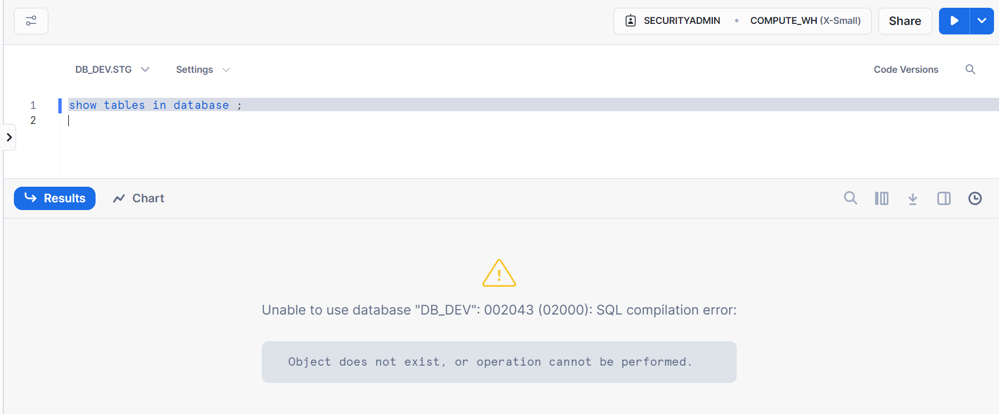 SECURITYADMIN • COMPUTE_WH (X-Small) Share
DB_DEV.STG Settings Code Versions
1 show tables in database ;
2
Results Chart
Unable to use database "DB_DEV": 002043 (02000): SQL compilation error:
Object does not exist, or operation cannot be performed.